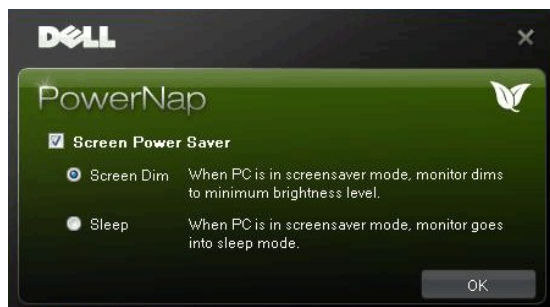 DELL
PowerNap
Screen Power Saver
Screen Dim When PC is in screensaver mode, monitor dims
to minimum brightness level.
Sleep When PC is in screensaver mode, monitor goes
into sleep mode.
OK